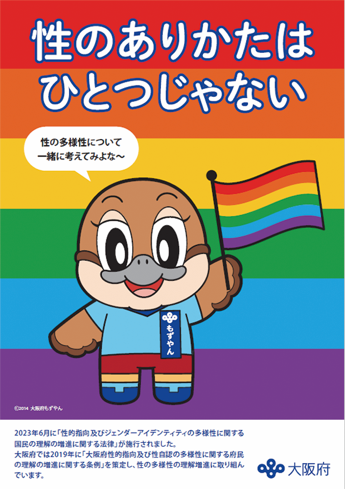 性のありかたは
ひとつじゃない
性の多様性について
一緒に考えてみよな〜
もずやん
©2014 大阪府もずやん
2023年6月に「性的指向及びジェンダーアイデンティティの多様性に関する
国民の理解の増進に関する法律」が施行されました。
大阪府では2019年に「大阪府性的指向及び性自認の多様性に関する府民
の理解の増進に関する条例」を策定し、性の多様性の理解増進に取り組ん
でいます。
大阪府